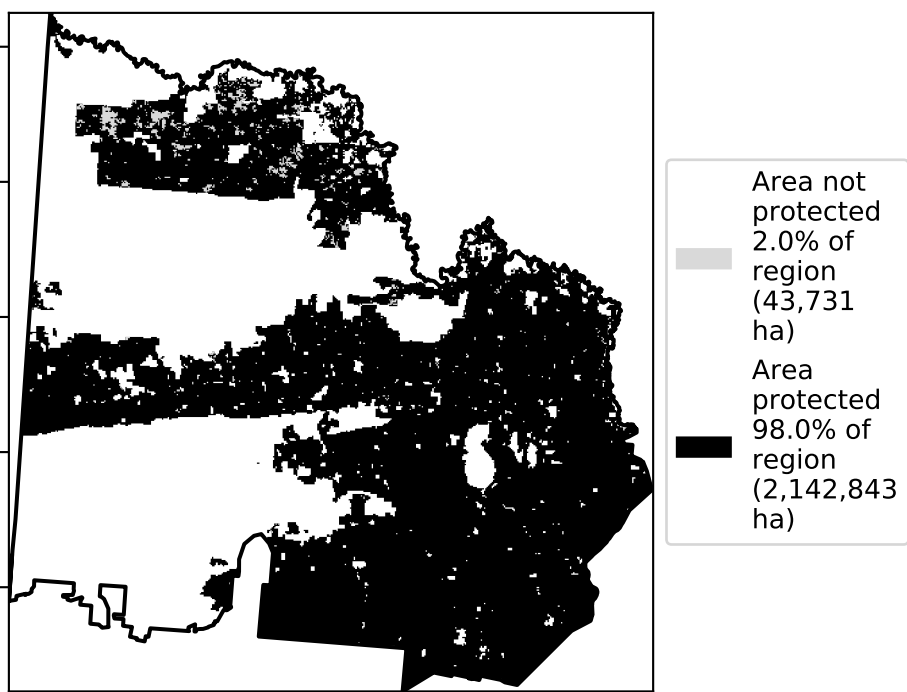 Area not
protected
2.0% of
region
(43,731
ha)
Area
protected
98.0% of
region
(2,142,843
ha)